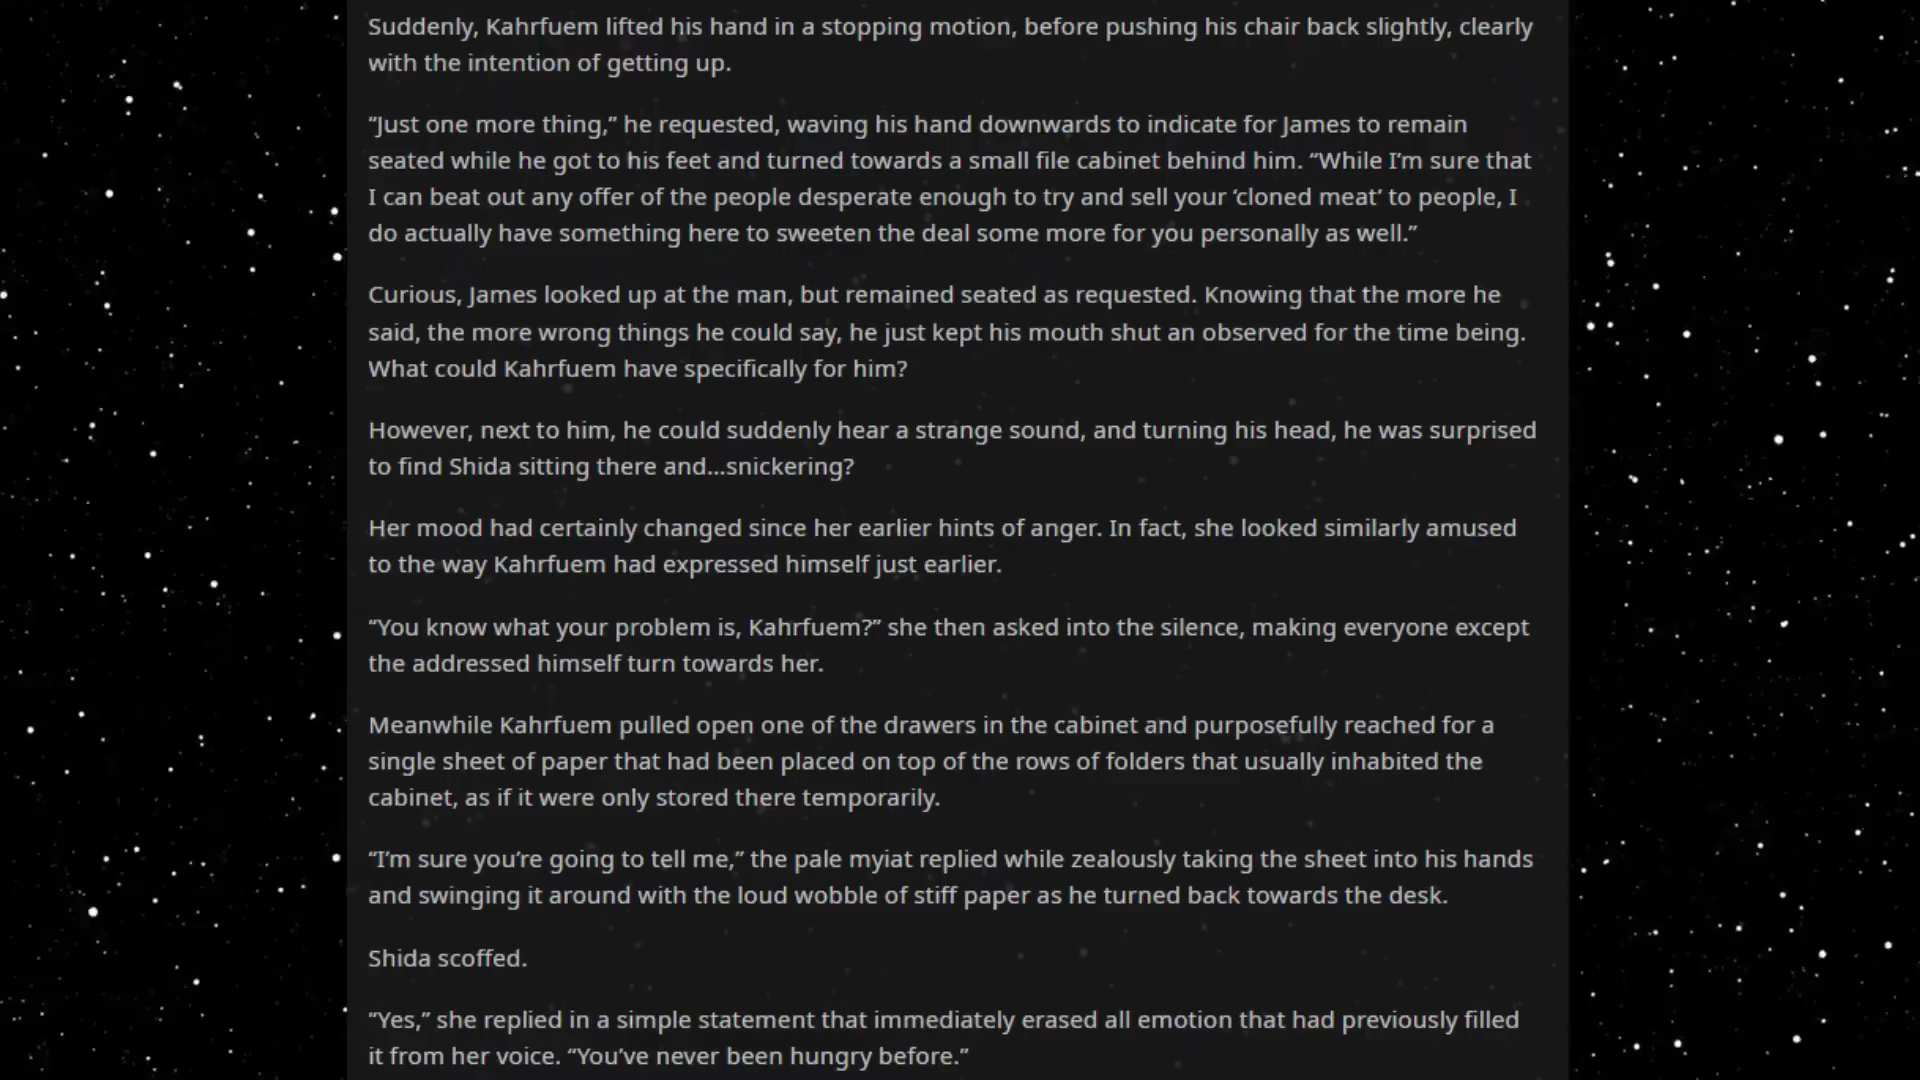 Suddenly, Kahrfuem lifted his hand in a stopping motion, before pushing his chair back slightly, clearly
with the intention of getting up.
“Just one more thing,” he requested, waving his hand downwards to indicate for James to remain
seated while he got to his feet and turned towards a small file cabinet behind him. “While I’m sure that
I can beat out any offer of the people desperate enough to try and sell your ‘cloned meat’ to people, I
do actually have something here to sweeten the deal some more for you personally as well.”
Curious, James looked up at the man, but remained seated as requested. Knowing that the more he
said, the more wrong things he could say, he just kept his mouth shut an observed for the time being.
What could Kahrfuem have specifically for him?
However, next to him, he could suddenly hear a strange sound, and turning his head, he was surprised
to find Shida sitting there and…snickering?
Her mood had certainly changed since her earlier hints of anger. In fact, she looked similarly amused
to the way Kahrfuem had expressed himself just earlier.
“You know what your problem is, Kahrfuem?” she then asked into the silence, making everyone except
the addressed himself turn towards her.
Meanwhile Kahrfuem pulled open one of the drawers in the cabinet and purposefully reached for a
single sheet of paper that had been placed on top of the rows of folders that usually inhabited the
cabinet, as if it were only stored there temporarily.
“I’m sure you’re going to tell me,” the pale myiat replied while zealously taking the sheet into his hands
and swinging it around with the loud wobble of stiff paper as he turned back towards the desk.
Shida scoffed.
“Yes,” she replied in a simple statement that immediately erased all emotion that had previously filled
it from her voice. “You’ve never been hungry before.”